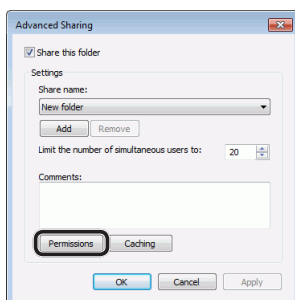 Advanced Sharing
Share this folder
Settings
Share name:
New folder
Add Remove
Limit the number of simultaneous users to: 20
Comments:
Permissions Caching
OK Cancel Apply